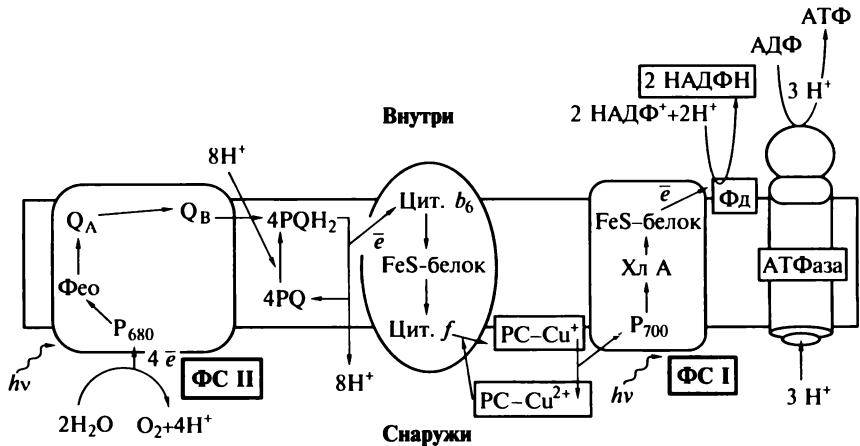 АТФ
АДФ
2 НАДФН
3 H⁺
Внутри
2 НАДФ⁺+2H⁺
8H⁺
Цит. b₆
e̅
Фд
Q_A
Q_B
4PQH₂
e̅
FeS–белок
FeS-белок
Хл А
АТФаза
Фео
4PQ
P₆₈₀
Цит. f
PC–Cu⁺
P₇₀₀
4 e̅
hν
ФС II
8H⁺
hν
ФС I
3 H⁺
PC–Cu²⁺
2H₂O
O₂+4H⁺
Снаружи